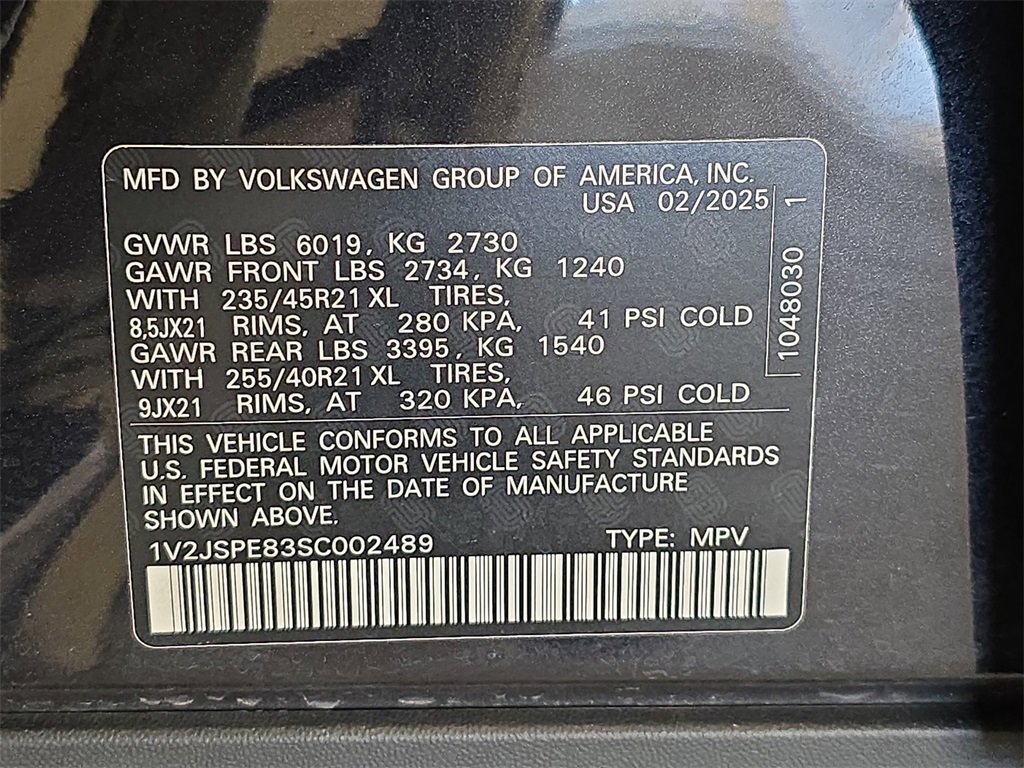 MFD BY VOLKSWAGEN GROUP OF AMERICA, INC.
USA 02/2025
GVWR LBS 6019, KG 2730
GAWR FRONT LBS 2734, KG 1240
WITH 235/45R21 XL TIRES,
8,5JX21 RIMS, AT 280 KPA, 41 PSI COLD
GAWR REAR LBS 3395, KG 1540
WITH 255/40R21 XL TIRES,
9JX21 RIMS, AT 320 KPA, 46 PSI COLD
1048030 1
THIS VEHICLE CONFORMS TO ALL APPLICABLE
U.S. FEDERAL MOTOR VEHICLE SAFETY STANDARDS
IN EFFECT ON THE DATE OF MANUFACTURE
SHOWN ABOVE.
1V2JSPE83SC002489 TYPE: MPV